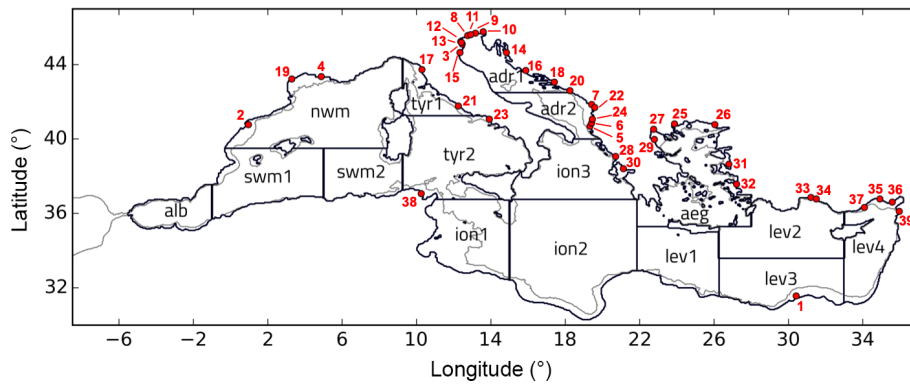 8 11 9
12 10
44 13 17 14
19 4 3 16 18
15 adr1 20
2 nwm tyr1 21 adr2 7 22 27 25 26
40 23 24
6
5 29
swm1 swm2 tyr2 28 31
ion3 30 32
38 33 34 35 36
36 alb aeg 37
39
ion1 lev2 lev4
ion2 lev1
lev3
32 1
−6 −2 2 6 10 14 18 22 26 30 34
Latitude (°)
Longitude (°)